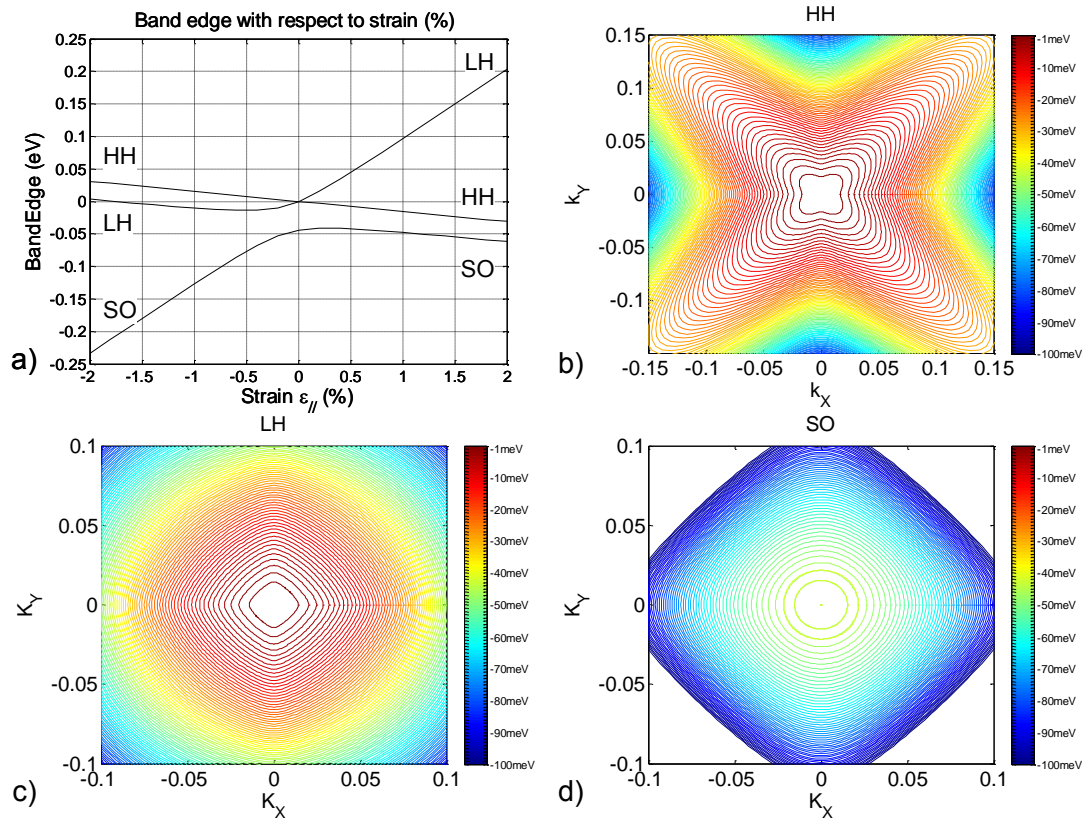 Band edge with respect to strain (%)
0.25
0.2
0.15
0.1
0.05
0
-0.05
-0.1
-0.15
-0.2
0.25
BandEdge (eV)
LH
HH
HH
LH
SO
SO
-2 -1.5 -1 -0.5 0 0.5 1 1.5 2
Strain ε// (%)
a)
HH
0.15
0.1
0.05
0
-0.05
-0.1
k_Y
-0.15 -0.1 -0.05 0 0.05 0.1 0.15
k_X
-1meV
-10meV
-20meV
-30meV
-40meV
-50meV
-60meV
-70meV
-80meV
-90meV
-100meV
b)
LH
0.1
0.05
0
-0.05
-0.1
K_Y
-0.1 -0.05 0 0.05 0.1
K_X
-1meV
-10meV
-20meV
-30meV
-40meV
-50meV
-60meV
-70meV
-80meV
-90meV
-100meV
c)
SO
0.1
0.05
0
-0.05
-0.1
K_Y
-0.1 -0.05 0 0.05 0.1
K_X
-1meV
-10meV
-20meV
-30meV
-40meV
-50meV
-60meV
-70meV
-80meV
-90meV
-100meV
d)